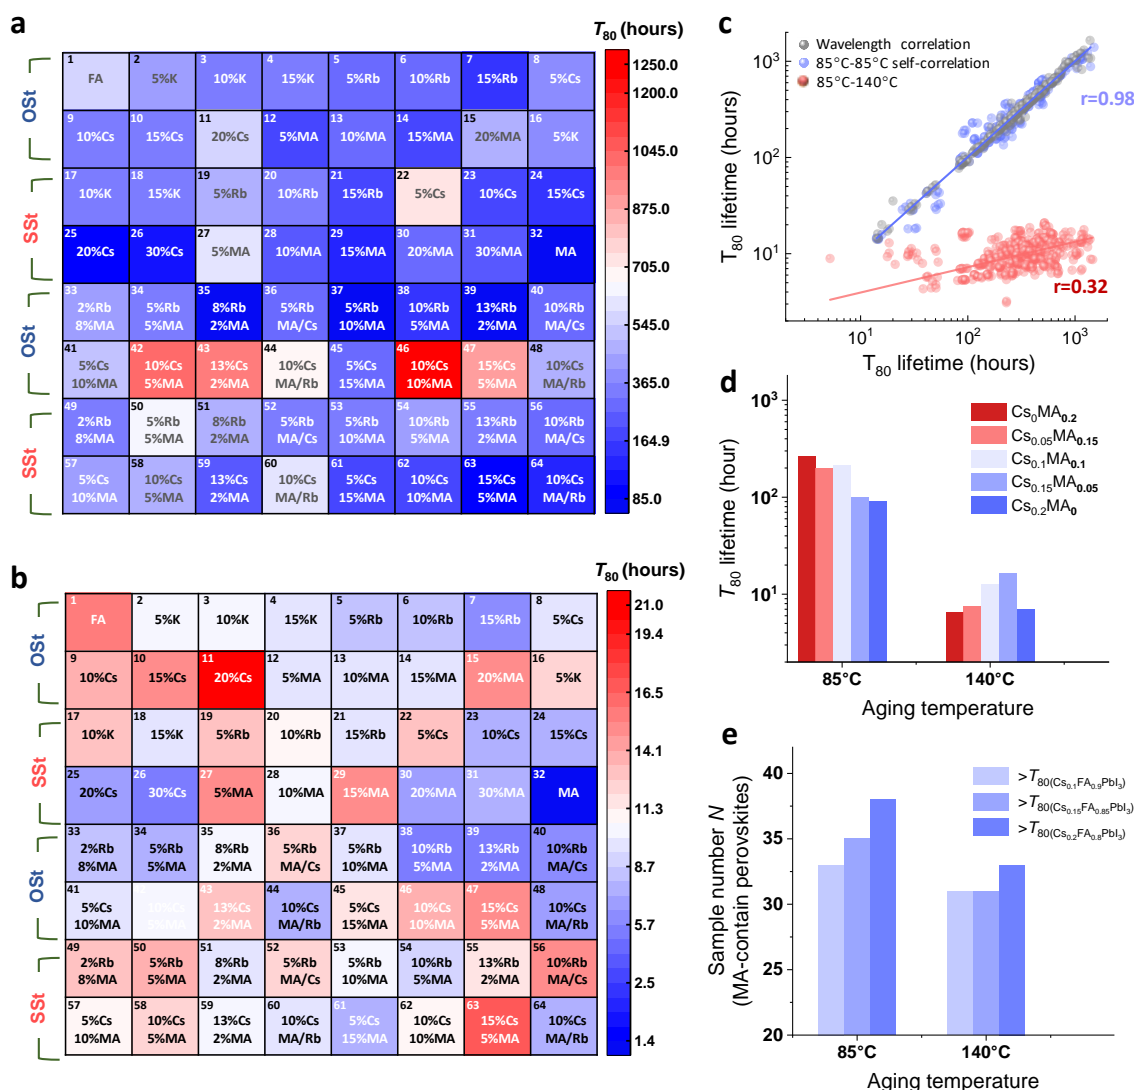 a
T80 (hours)
OSt
SSt
OSt
SSt
1 2 3 4 5 6 7 8
FA 5%K 10%K 15%K 5%Rb 10%Rb 15%Rb 5%Cs
9 10 11 12 13 14 15 16
10%Cs 15%Cs 20%Cs 5%MA 10%MA 15%MA 20%MA 5%K
17 18 19 20 21 22 23 24
10%K 15%K 5%Rb 10%Rb 15%Rb 5%Cs 10%Cs 15%Cs
25 26 27 28 29 30 31 32
20%Cs 30%Cs 5%MA 10%MA 15%MA 20%MA 30%MA MA
33 34 35 36 37 38 39 40
2%Rb 5%Rb 8%Rb 5%Rb 5%Rb 10%Rb 13%Rb 10%Rb
8%MA 5%MA 2%MA MA/Cs 10%MA 5%MA 2%MA MA/Cs
41 42 43 44 45 46 47 48
5%Cs 10%Cs 13%Cs 10%Cs 5%Cs 10%Cs 15%Cs 10%Cs
10%MA 5%MA 2%MA MA/Rb 15%MA 10%MA 5%MA MA/Rb
49 50 51 52 53 54 55 56
2%Rb 5%Rb 8%Rb 5%Rb 5%Rb 10%Rb 13%Rb 10%Rb
8%MA 5%MA 2%MA MA/Cs 10%MA 5%MA 2%MA MA/Cs
57 58 59 60 61 62 63 64
5%Cs 10%Cs 13%Cs 10%Cs 5%Cs 10%Cs 15%Cs 10%Cs
10%MA 5%MA 2%MA MA/Rb 15%MA 10%MA 5%MA MA/Rb
1250.0
1200.0
1045.0
875.0
705.0
545.0
365.0
164.9
85.0
b
T80 (hours)
OSt
SSt
OSt
SSt
1 2 3 4 5 6 7 8
FA 5%K 10%K 15%K 5%Rb 10%Rb 15%Rb 5%Cs
9 10 11 12 13 14 15 16
10%Cs 15%Cs 20%Cs 5%MA 10%MA 15%MA 20%MA 5%K
17 18 19 20 21 22 23 24
10%K 15%K 5%Rb 10%Rb 15%Rb 5%Cs 10%Cs 15%Cs
25 26 27 28 29 30 31 32
20%Cs 30%Cs 5%MA 10%MA 15%MA 20%MA 30%MA MA
33 34 35 36 37 38 39 40
2%Rb 5%Rb 8%Rb 5%Rb 5%Rb 10%Rb 13%Rb 10%Rb
8%MA 5%MA 2%MA MA/Cs 10%MA 5%MA 2%MA MA/Cs
41 43 44 45 46 47 48
5%Cs 10%Cs 13%Cs 10%Cs 5%Cs 10%Cs 15%Cs 10%Cs
10%MA 5%MA 2%MA MA/Rb 15%MA 10%MA 5%MA MA/Rb
49 50 51 52 53 54 55 56
2%Rb 5%Rb 8%Rb 5%Rb 5%Rb 10%Rb 13%Rb 10%Rb
8%MA 5%MA 2%MA MA/Cs 10%MA 5%MA 2%MA MA/Cs
57 58 59 60 61 62 63 64
5%Cs 10%Cs 13%Cs 10%Cs 5%Cs 10%Cs 15%Cs 10%Cs
10%MA 5%MA 2%MA MA/Rb 15%MA 10%MA 5%MA MA/Rb
21.0
19.4
16.5
14.1
11.3
8.7
5.7
2.5
1.4
c
T80 lifetime (hours)
10^3
10^2
10^1
Wavelength correlation
85°C-85°C self-correlation
85°C-140°C
r=0.98
r=0.32
10^1 10^2 10^3
T80 lifetime (hours)
d
T80 lifetime (hour)
10^3
10^2
10^1
Cs0MA0.2
Cs0.05MA0.15
Cs0.1MA0.1
Cs0.15MA0.05
Cs0.2MA0
85°C 140°C
Aging temperature
e
Sample number N
(MA-contain perovskites)
40
35
30
25
20
>T80(Cs0.1FA0.9PbI3)
>T80(Cs0.15FA0.85PbI3)
>T80(Cs0.2FA0.8PbI3)
85°C 140°C
Aging temperature